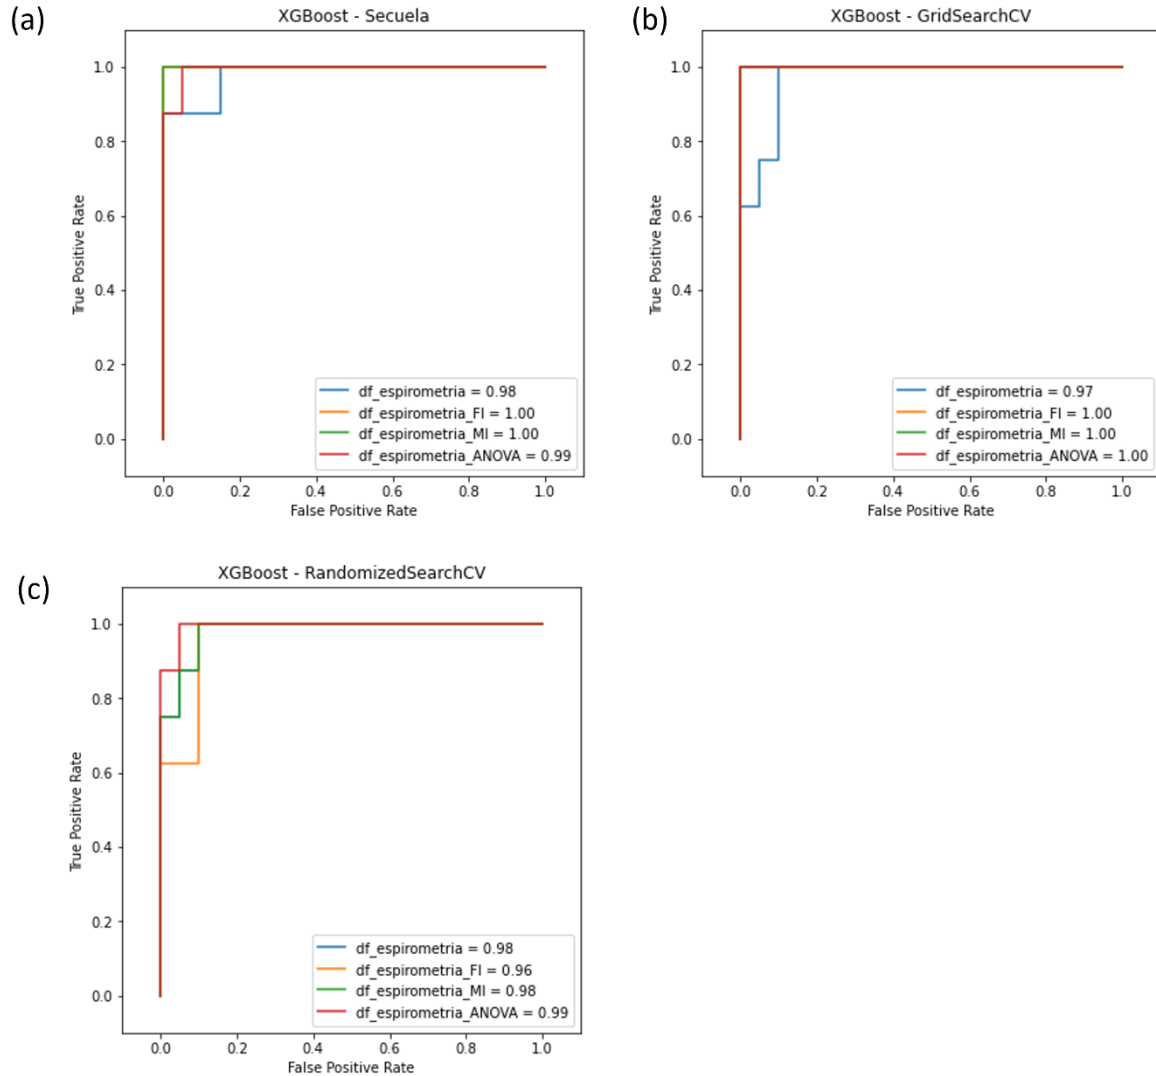 (a)
XGBoost - Secuela
True Positive Rate
1.0
0.8
0.6
0.4
0.2
0.0
df_espirometria = 0.98
df_espirometria_FI = 1.00
df_espirometria_MI = 1.00
df_espirometria_ANOVA = 0.99
0.0 0.2 0.4 0.6 0.8 1.0
False Positive Rate
(b)
XGBoost - GridSearchCV
True Positive Rate
1.0
0.8
0.6
0.4
0.2
0.0
df_espirometria = 0.97
df_espirometria_FI = 1.00
df_espirometria_MI = 1.00
df_espirometria_ANOVA = 1.00
0.0 0.2 0.4 0.6 0.8 1.0
False Positive Rate
(c)
XGBoost - RandomizedSearchCV
True Positive Rate
1.0
0.8
0.6
0.4
0.2
0.0
df_espirometria = 0.98
df_espirometria_FI = 0.96
df_espirometria_MI = 0.98
df_espirometria_ANOVA = 0.99
0.0 0.2 0.4 0.6 0.8 1.0
False Positive Rate